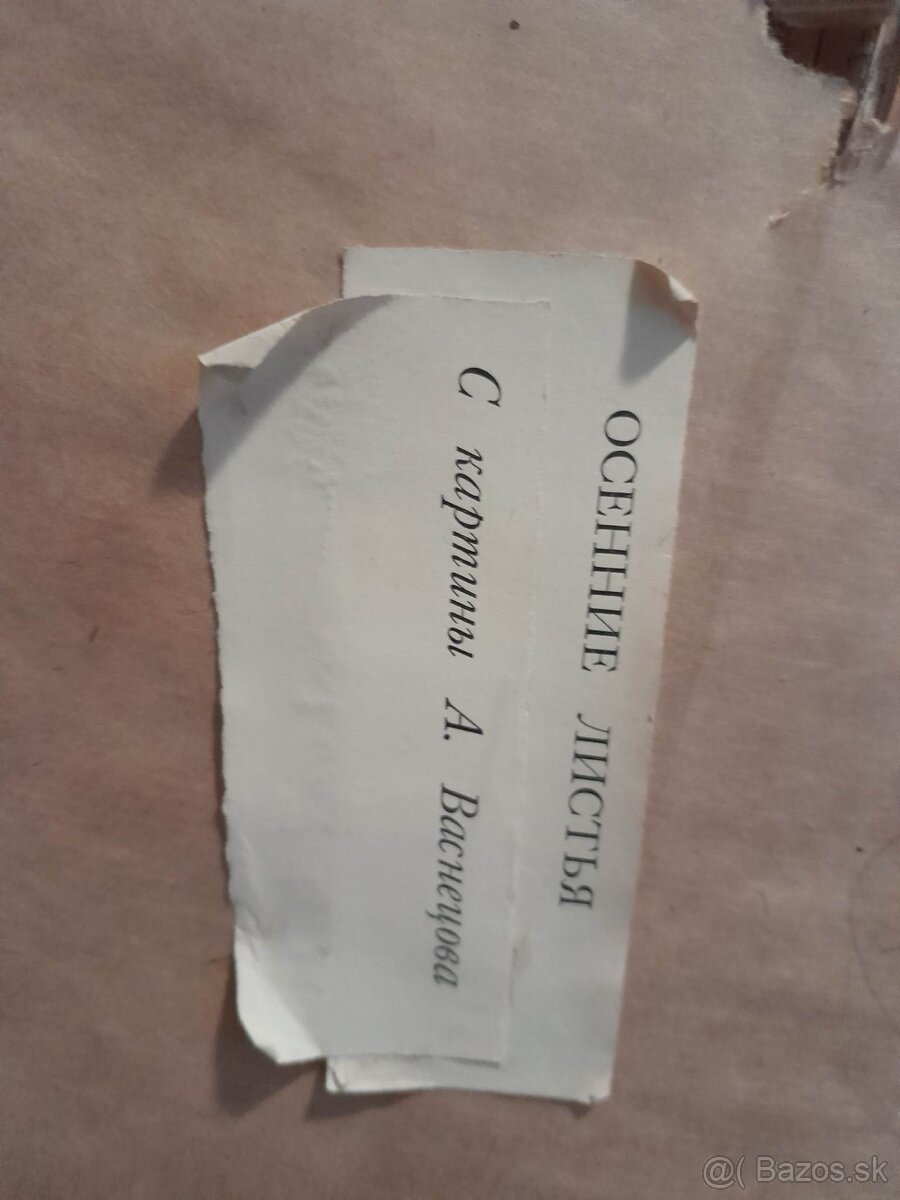 ОСЕННИЕ ЛИСТЬЯ
С картины А. Васнецова
@( Bazos.sk